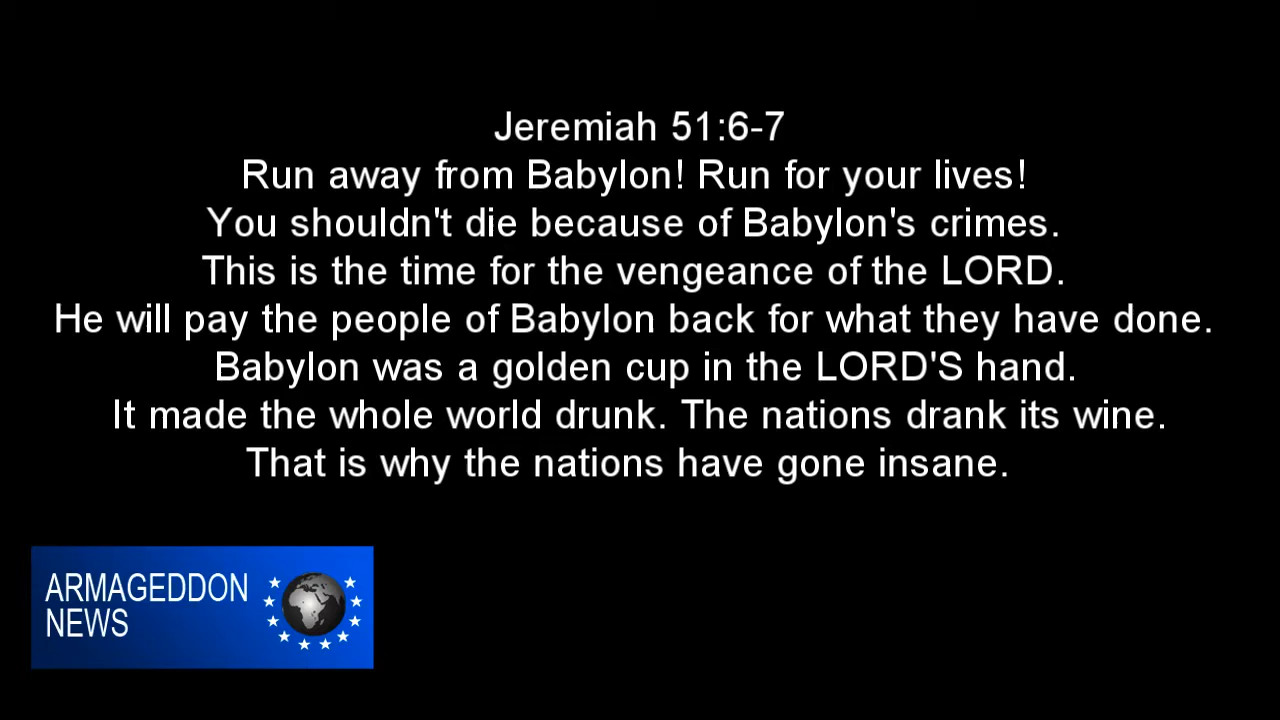 Jeremiah 51:6-7
Run away from Babylon! Run for your lives!
You shouldn't die because of Babylon's crimes.
This is the time for the vengeance of the LORD.
He will pay the people of Babylon back for what they have done.
Babylon was a golden cup in the LORD'S hand.
It made the whole world drunk. The nations drank its wine.
That is why the nations have gone insane.
ARMAGEDDON
NEWS